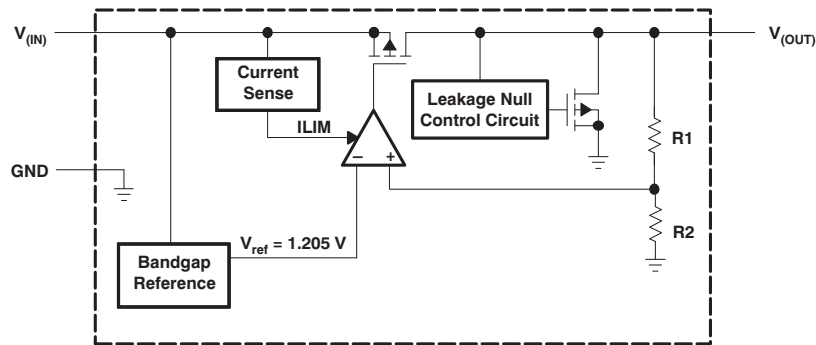 V(IN)
V(OUT)
Current
Sense
Leakage Null
Control Circuit
ILIM
R1
GND
–
+
R2
Vref = 1.205 V
Bandgap
Reference